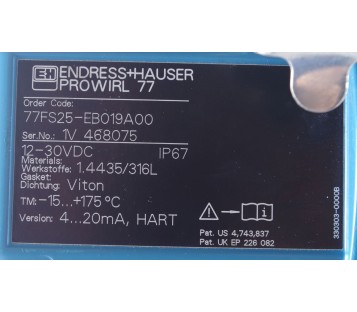 EH ENDRESS+HAUSER
PROWIRL 77
Order Code:
77FS25-EB019A00
Ser.No.: 1V 468075
12-30VDC IP67
Materials:
Werkstoffe: 1.4435/316L
Gasket:
Dichtung: Viton
TM: -15...+175 °C
Version: 4...20mA, HART
Pat. US 4,743,837
Pat. UK EP 226 082
330303-0000B